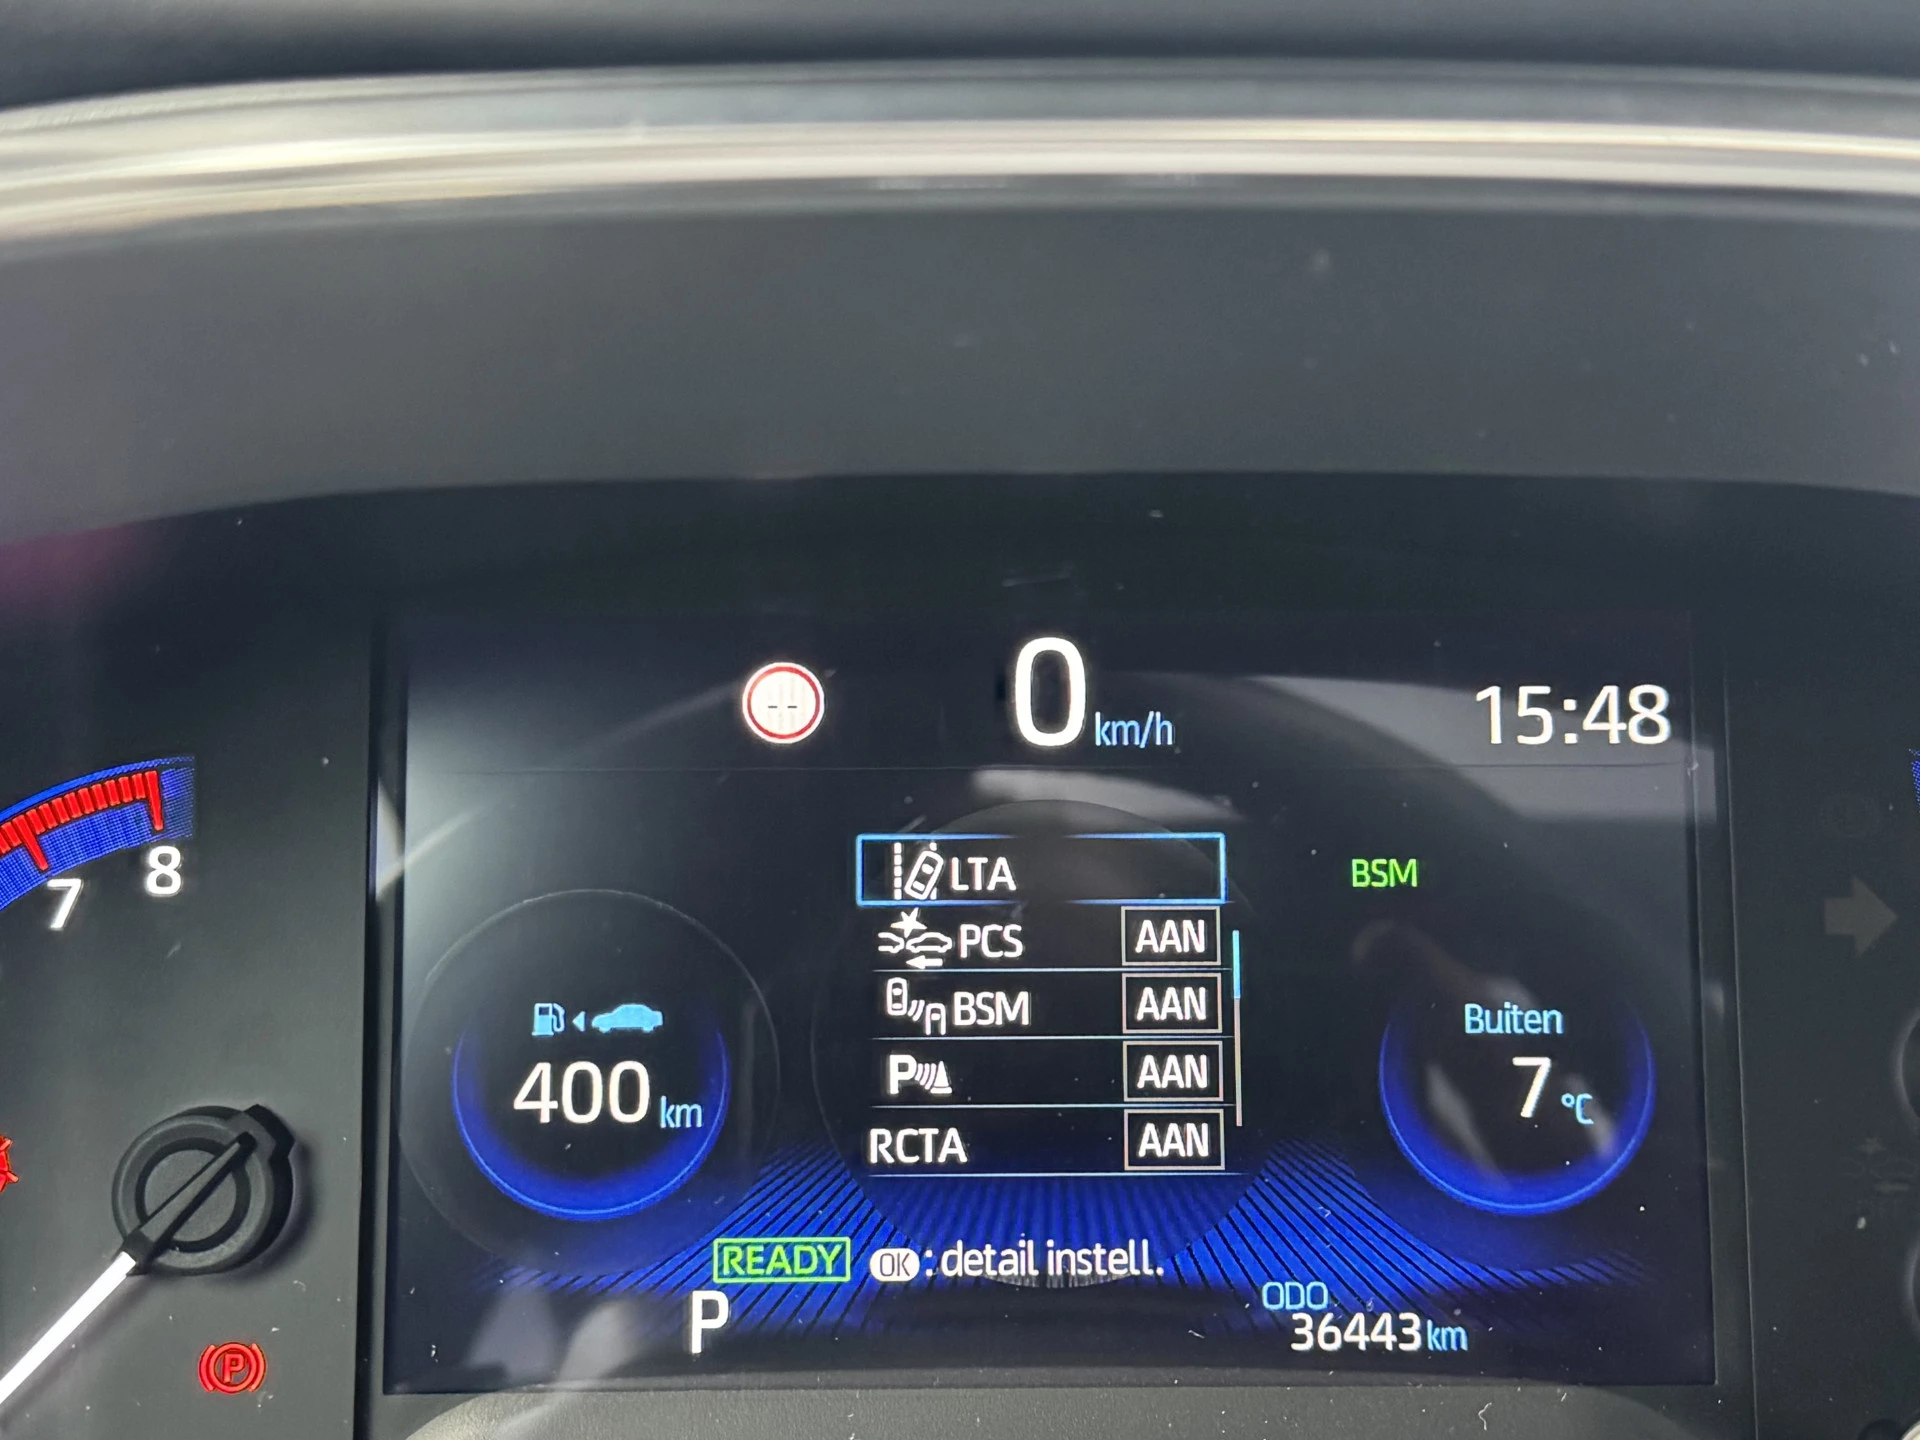 0 km/h
15:48
7 8
LTA
BSM
PCS AAN
BSM AAN
P AAN
RCTA AAN
400 km
Buiten
7 °C
READY OK : detail instell.
P
ODO
36443 km
P